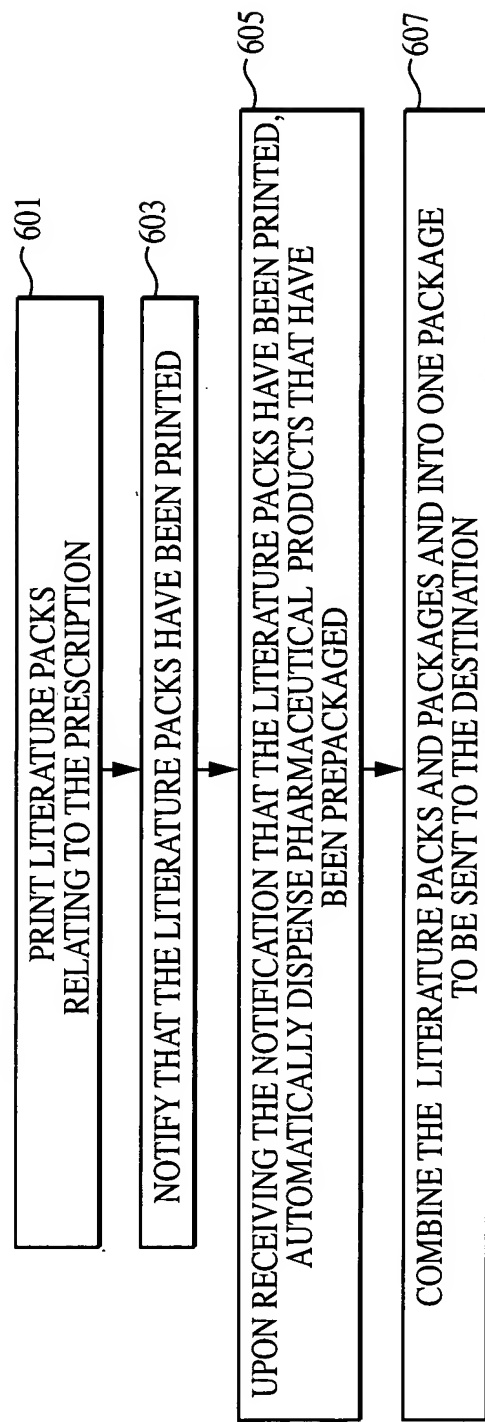 601
PRINT LITERATURE PACKS
RELATING TO THE PRESCRIPTION
603
NOTIFY THAT THE LITERATURE PACKS HAVE BEEN PRINTED
605
UPON RECEIVING THE NOTIFICATION THAT THE LITERATURE PACKS HAVE BEEN PRINTED,
AUTOMATICALLY DISPENSE PHARMACEUTICAL PRODUCTS THAT HAVE
BEEN PREPACKAGED
607
COMBINE THE LITERATURE PACKS AND PACKAGES AND INTO ONE PACKAGE
TO BE SENT TO THE DESTINATION